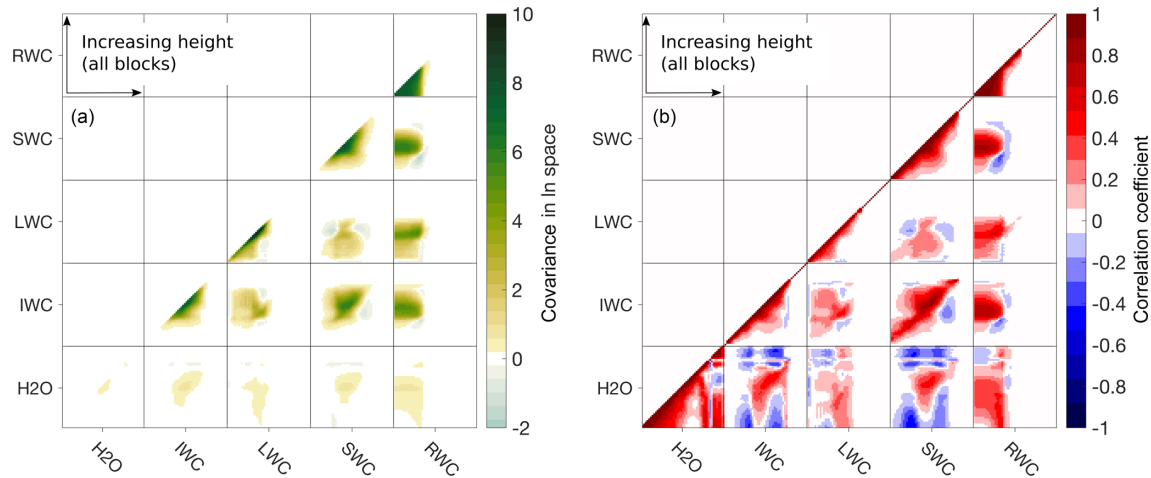 Increasing height
(all blocks)
(a)
RWC
SWC
LWC
IWC
H2O
H2O
IWC
LWC
SWC
RWC
10
8
6
4
2
0
-2
Covariance in ln space
Increasing height
(all blocks)
(b)
RWC
SWC
LWC
IWC
H2O
H2O
IWC
LWC
SWC
RWC
1
0.8
0.6
0.4
0.2
0
-0.2
-0.4
-0.6
-0.8
-1
Correlation coefficient